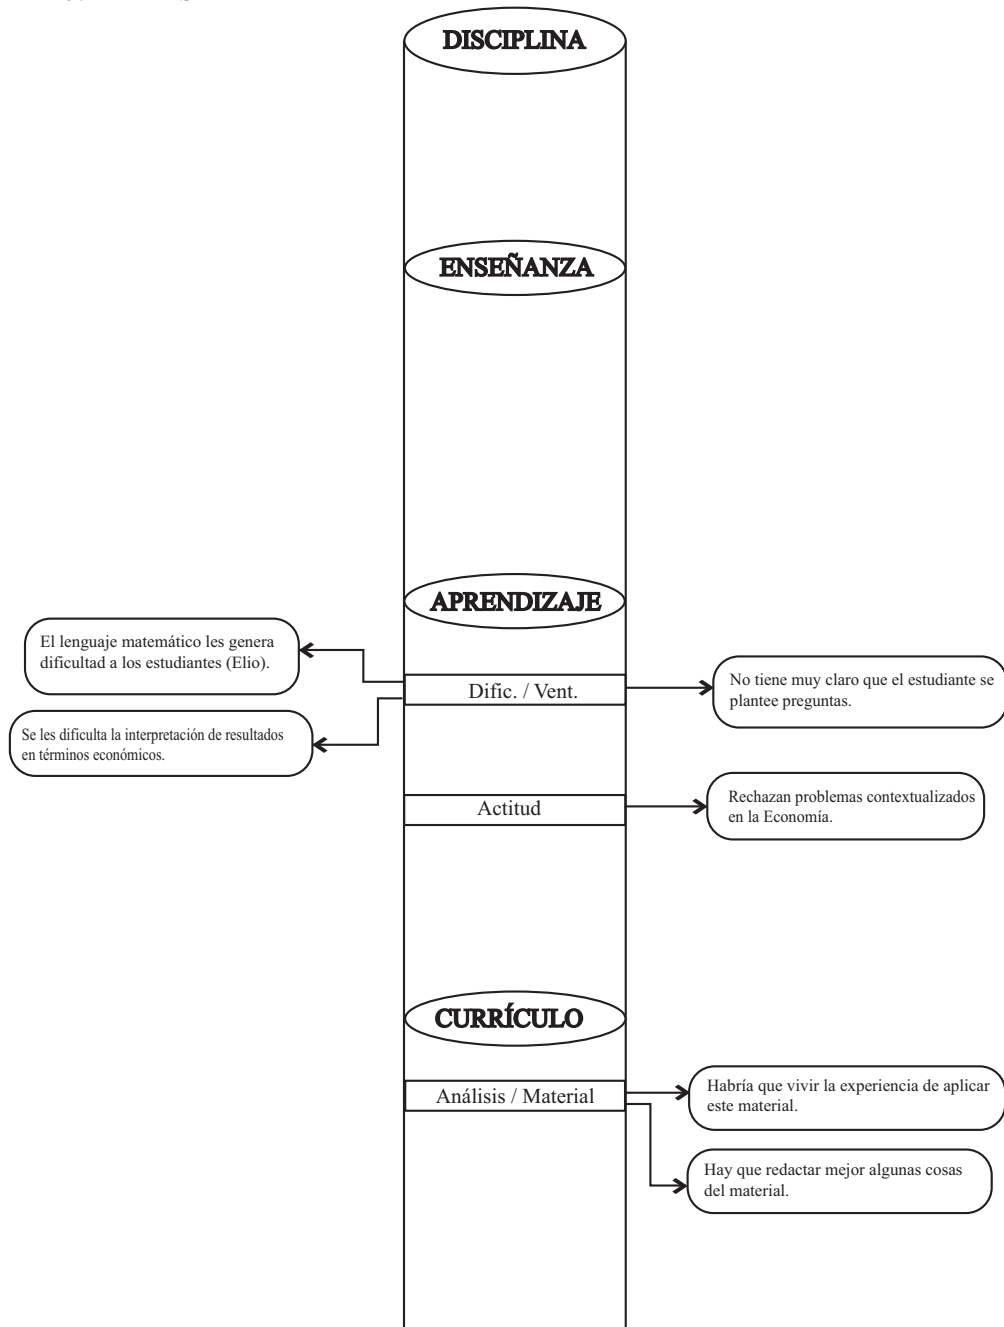 DISCIPLINA
ENSEÑANZA
APRENDIZAJE
El lenguaje matemático les genera
dificultad a los estudiantes (Elio).
Dific. / Vent.
No tiene muy claro que el estudiante se
plantee preguntas.
Se les dificulta la interpretación de resultados
en términos económicos.
Actitud
Rechazan problemas contextualizados
en la Economía.
CURRÍCULO
Análisis / Material
Habría que vivir la experiencia de aplicar
este material.
Hay que redactar mejor algunas cosas
del material.